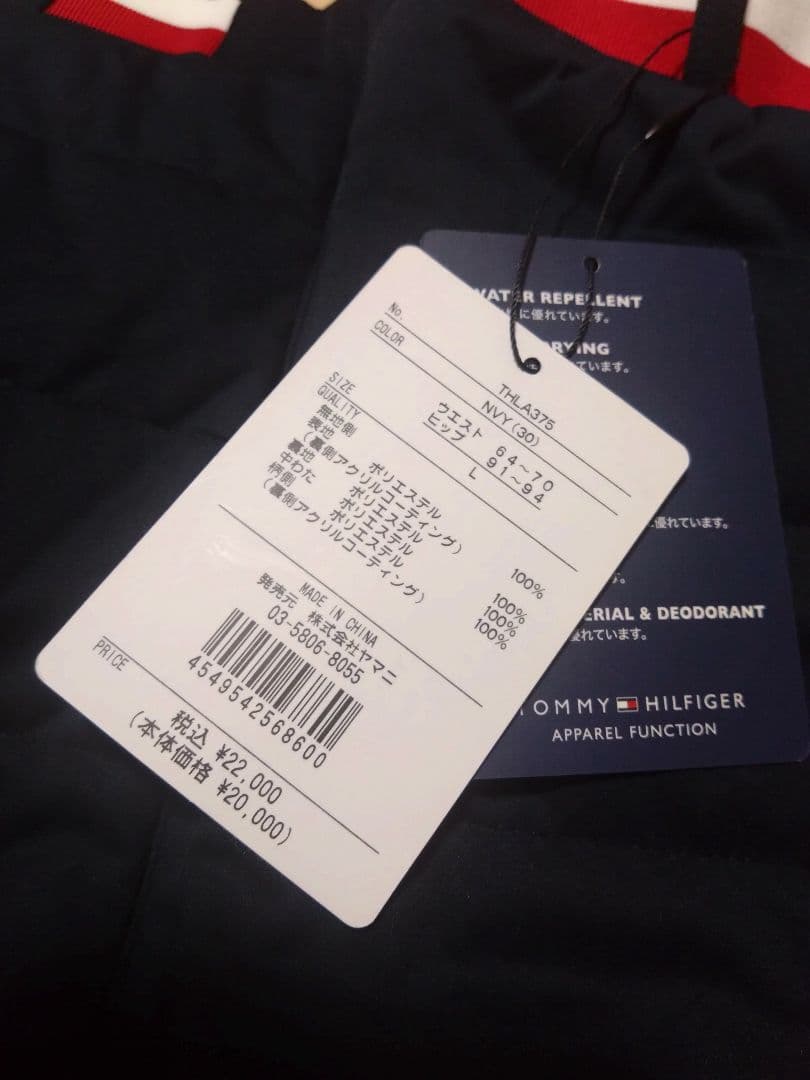 No.
THLA375
COLOR
NVY(30)
SIZE
ウエスト 64~70
ヒップ 91~94
L
QUALITY
無地側
表地 ポリエステル 100%
(裏側アクリルコーティング)
裏地 ポリエステル 100%
中わた ポリエステル 100%
柄側 ポリエステル 100%
(裏側アクリルコーティング)
MADE IN CHINA
発売元 株式会社ヤマニ
03-5806-8055
4549542568600
PRICE
税込 ¥22,000
(本体価格 ¥20,000)
WATER REPELLENT
に優れています。
DRYING
ています。
に優れています。
す。
ERIAL & DEODORANT
優れています。
TOMMY HILFIGER
APPAREL FUNCTION